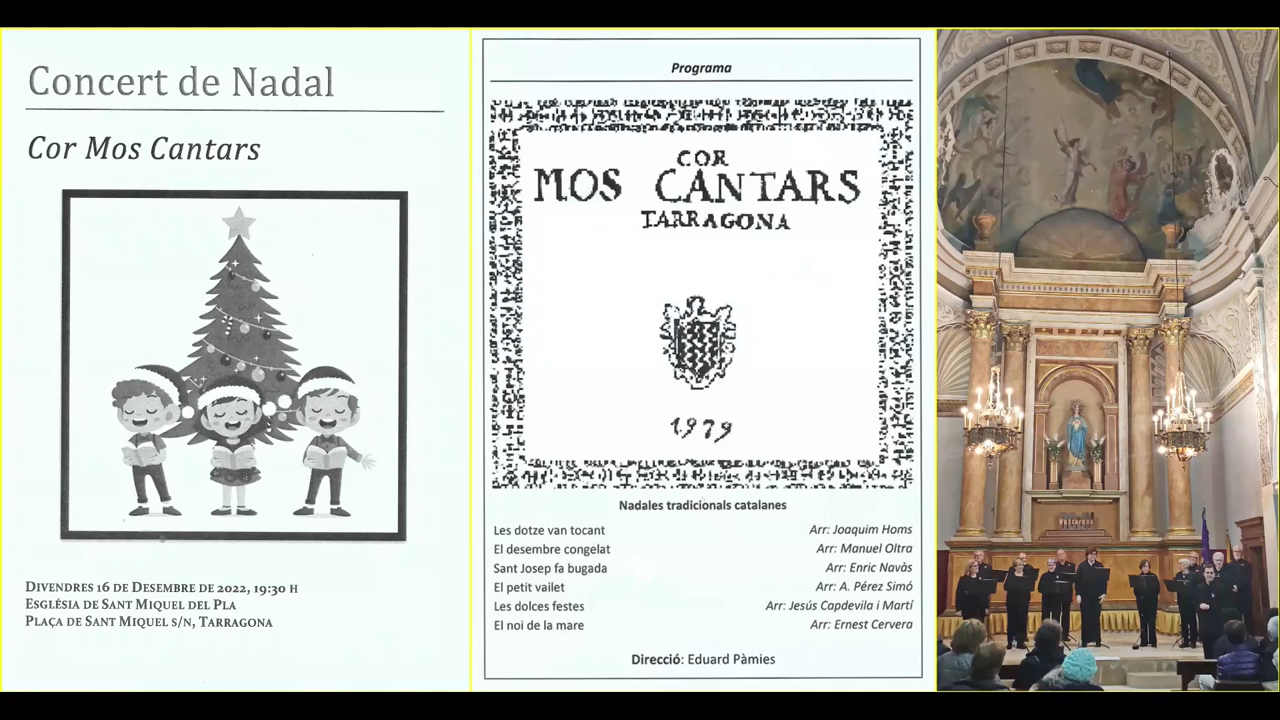 Concert de Nadal
Cor Mos Cantars
Divendres 16 de Desembre de 2022, 19:30 h
Església de Sant Miquel del Pla
Plaça de Sant Miquel s/n, Tarragona
Programa
COR
MOS CANTARS
TARRAGONA
1979
Nadales tradicionals catalanes
Les dotze van tocant Arr: Joaquim Homs
El desembre congelat Arr: Manuel Oltra
Sant Josep fa bugada Arr: Enric Navàs
El petit vailet Arr: A. Pérez Simó
Les dolces festes Arr: Jesús Capdevila i Martí
El noi de la mare Arr: Ernest Cervera
Direcció: Eduard Pàmies